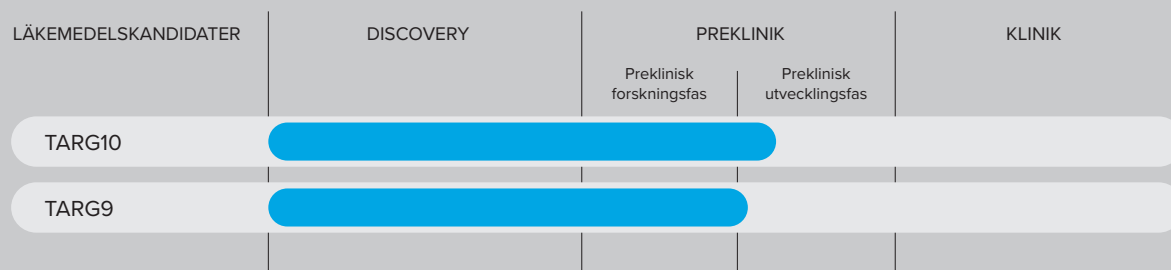 LÄKEMEDELSKANDIDATER
DISCOVERY
PREKLINIK
KLINIK
Preklinisk
forskningsfas
Preklinisk
utvecklingsfas
TARG10
TARG9